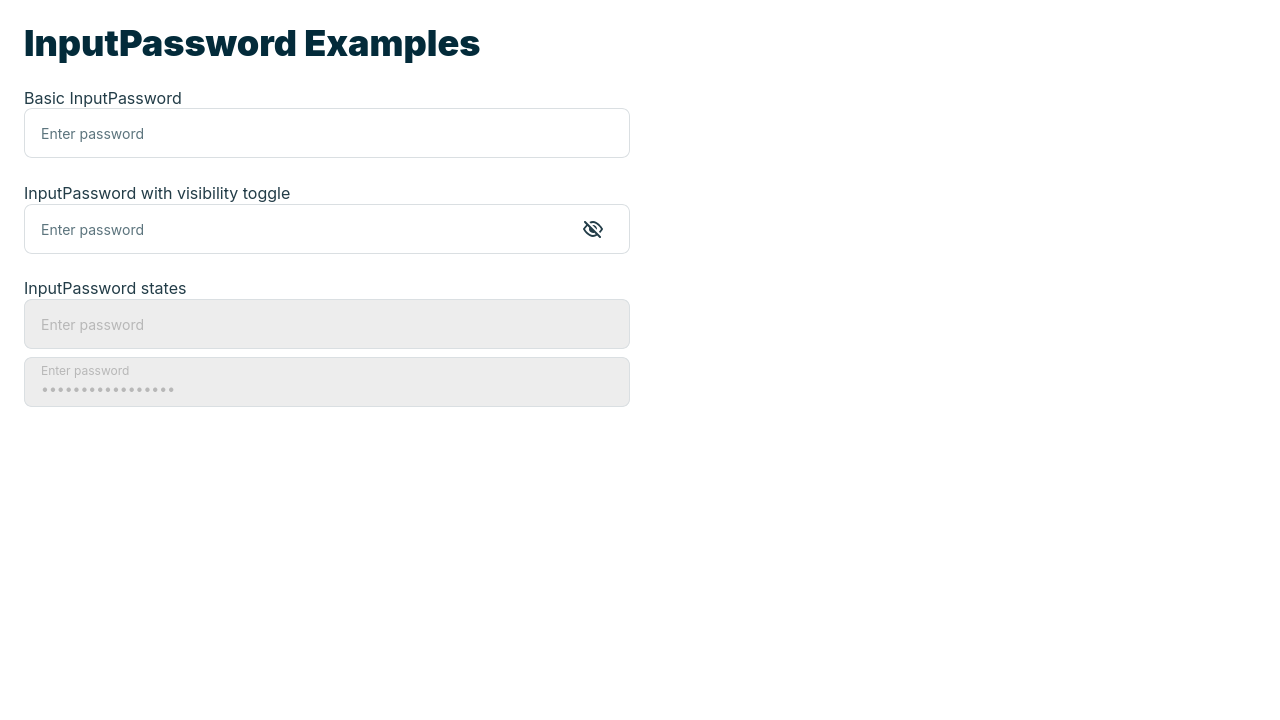 InputPassword Examples
Basic InputPassword
Enter password
InputPassword with visibility toggle
Enter password
InputPassword states
Enter password
Enter password
•••••••••••••••••